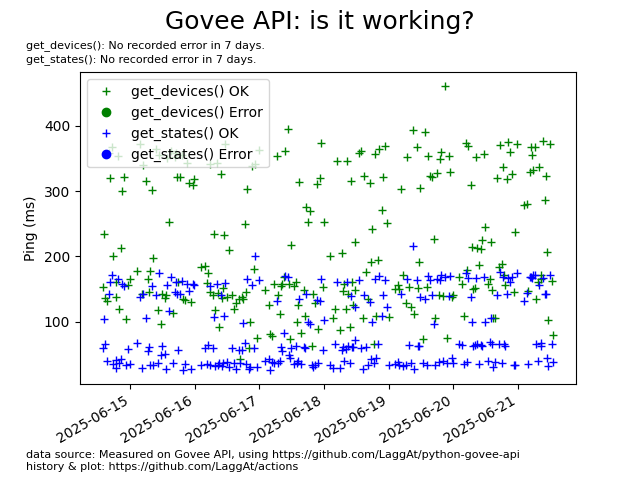 Govee API: is it working?
get_devices(): No recorded error in 7 days.
get_states(): No recorded error in 7 days.
get_devices() OK
get_devices() Error
get_states() OK
get_states() Error
Ping (ms)
400
300
200
100
2025-06-15
2025-06-16
2025-06-17
2025-06-18
2025-06-19
2025-06-20
2025-06-21
data source: Measured on Govee API, using https://github.com/LaggAt/python-govee-api
history & plot: https://github.com/LaggAt/actions